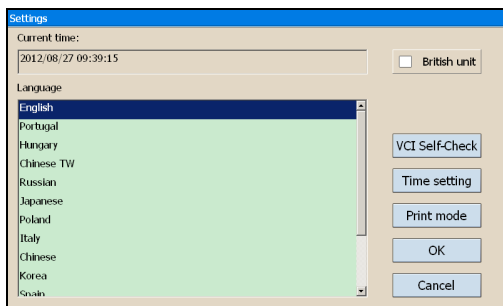 Settings
Current time:
2012/08/27 09:39:15
British unit
Language
English
Portugal
Hungary
Chinese TW
Russian
Japanese
Poland
Italy
Chinese
Korea
Spain
VCI Self-Check
Time setting
Print mode
OK
Cancel